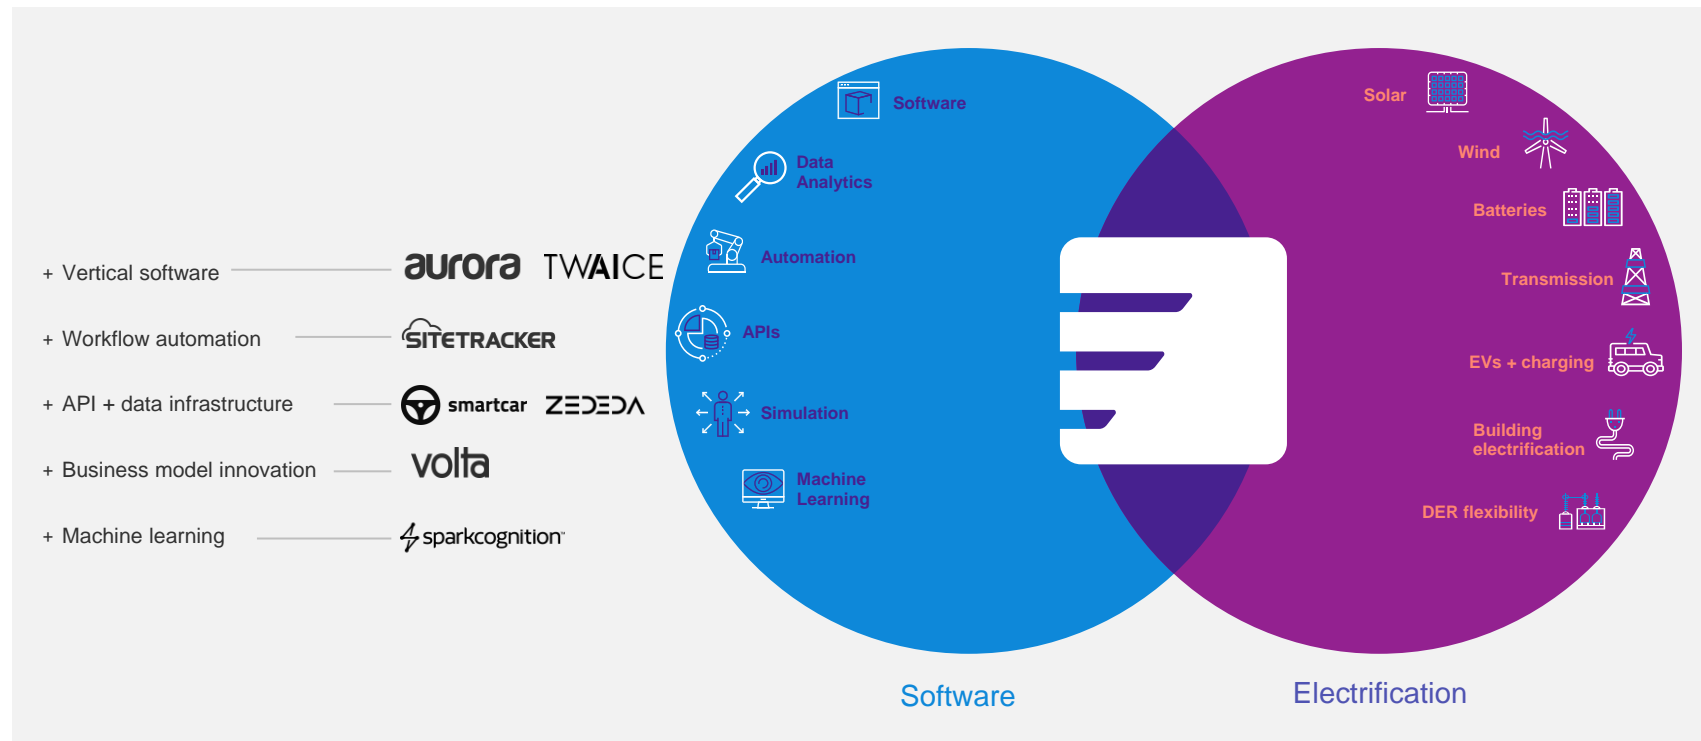 + Vertical software
aurora TWAICE
+ Workflow automation
SITETRACKER
+ API + data infrastructure
smartcar ZEDEDA
+ Business model innovation
volta
+ Machine learning
sparkcognition™
Software
Data
Analytics
Automation
APIs
Simulation
Machine
Learning
Solar
Wind
Batteries
Transmission
EVs + charging
Building
electrification
DER flexibility
Software
Electrification